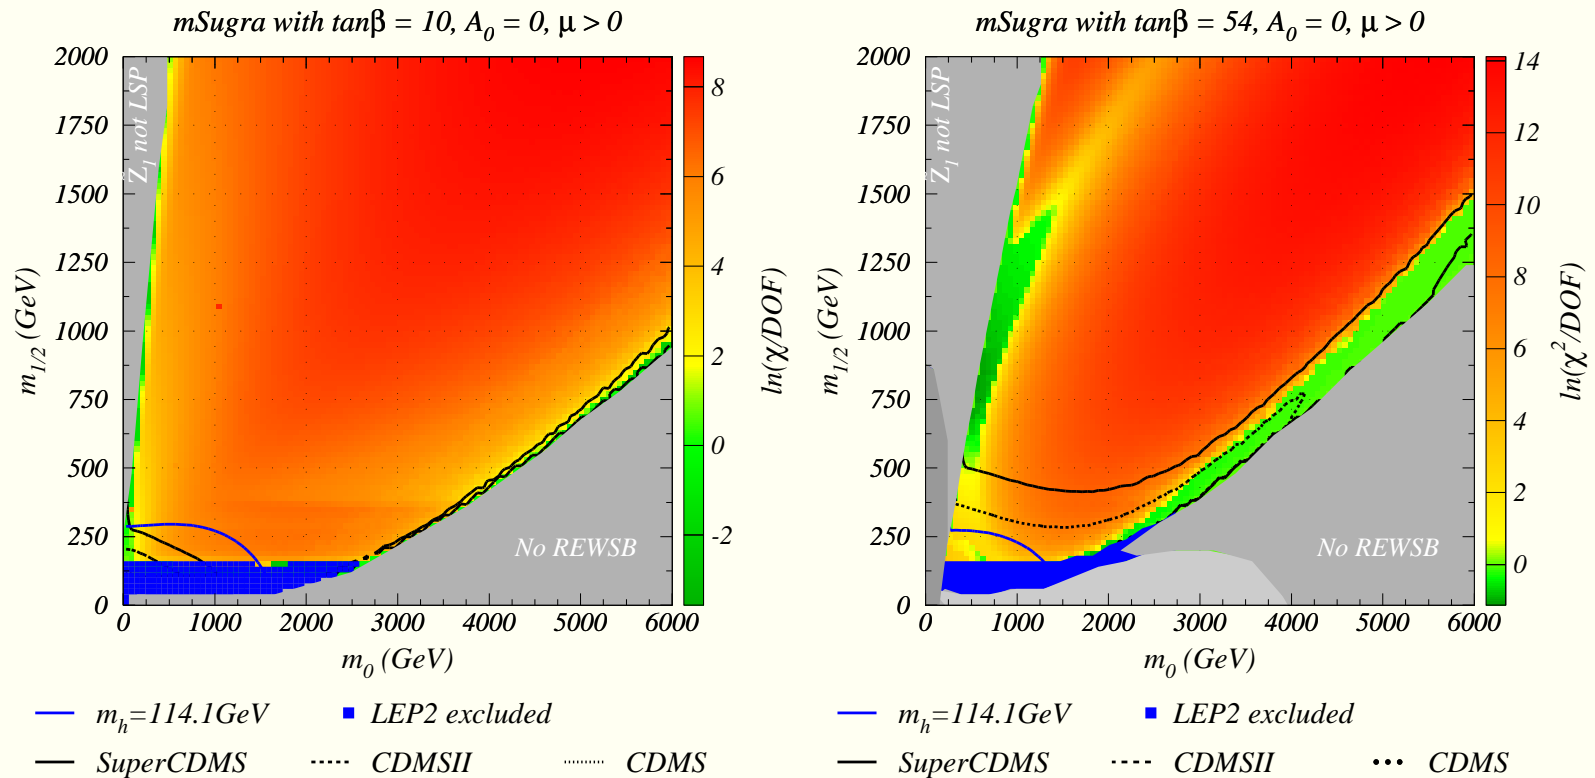 mSugra with tanβ = 10, A₀ = 0, μ > 0
2000
1750
1500
1250
1000
750
500
250
0
m₁/₂ (GeV)
Z̃₁ not LSP
No REWSB
0 1000 2000 3000 4000 5000 6000
m₀ (GeV)
8
6
4
2
0
-2
ln(χ/DOF)
m_h=114.1GeV LEP2 excluded
SuperCDMS CDMSII CDMS
mSugra with tanβ = 54, A₀ = 0, μ > 0
2000
1750
1500
1250
1000
750
500
250
0
m₁/₂ (GeV)
Z̃₁ not LSP
No REWSB
0 1000 2000 3000 4000 5000 6000
m₀ (GeV)
14
12
10
8
6
4
2
0
ln(χ²/DOF)
m_h=114.1GeV LEP2 excluded
SuperCDMS CDMSII CDMS